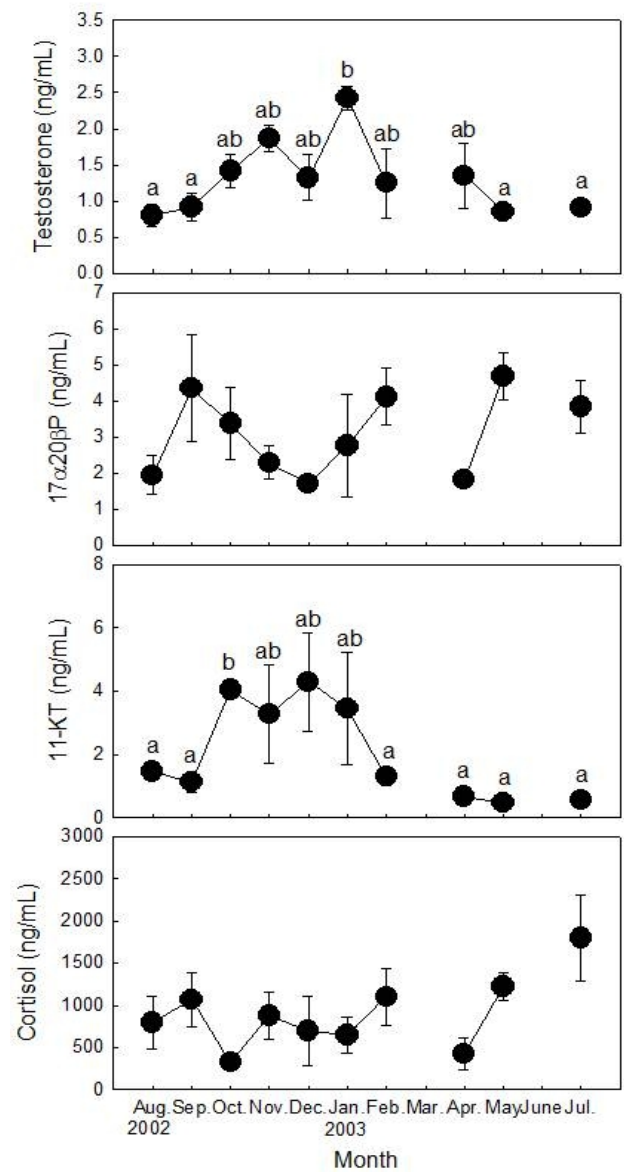 Testosterone (ng/mL)
3.5
3.0
2.5
2.0
1.5
1.0
0.5
0.0
a
a
ab
ab
ab
b
ab
ab
a
a
17α20βP (ng/mL)
7
6
5
4
3
2
1
0
11-KT (ng/mL)
8
6
4
2
0
a
a
b
ab
ab
ab
a
a
a
a
Cortisol (ng/mL)
3000
2500
2000
1500
1000
500
0
Aug. Sep. Oct. Nov. Dec. Jan. Feb. Mar. Apr. May June Jul.
2002 2003
Month